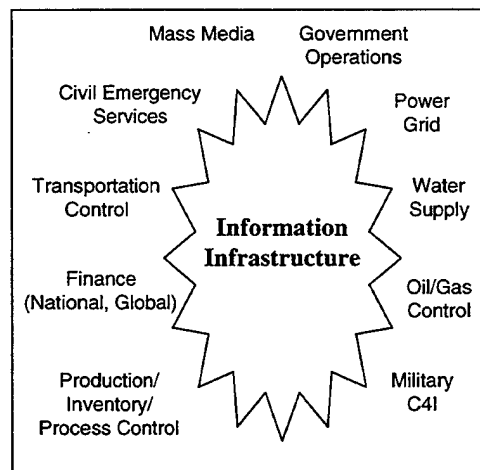 Mass Media
Government
Operations
Civil Emergency
Services
Power
Grid
Transportation
Control
Water
Supply
Information
Infrastructure
Finance
(National, Global)
Oil/Gas
Control
Production/
Inventory/
Process Control
Military
C4I